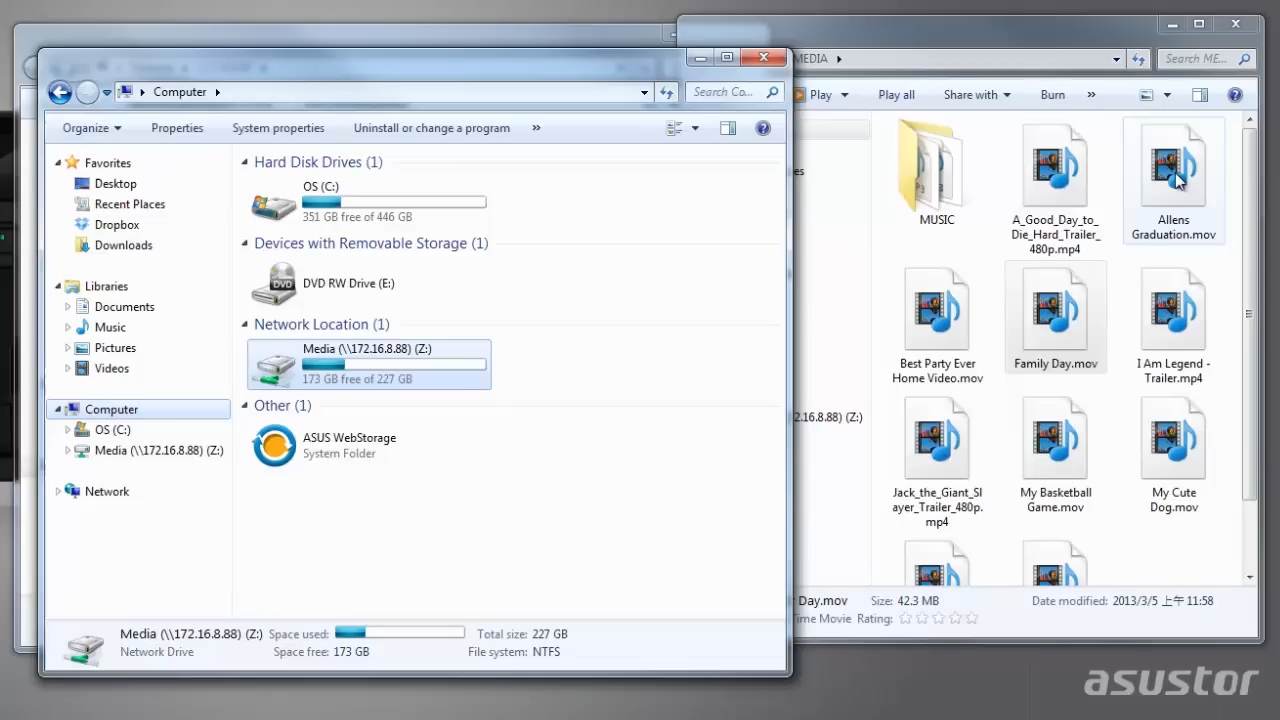 Computer
Search Co...
Organize
Properties
System properties
Uninstall or change a program
»
Favorites
Desktop
Recent Places
Dropbox
Downloads
Libraries
Documents
Music
Pictures
Videos
Computer
OS (C:)
Media (\\172.16.8.88) (Z:)
Network
Hard Disk Drives (1)
OS (C:)
351 GB free of 446 GB
Devices with Removable Storage (1)
DVD
DVD RW Drive (E:)
Network Location (1)
Media (\\172.16.8.88) (Z:)
173 GB free of 227 GB
Other (1)
ASUS WebStorage
System Folder
Media (\\172.16.8.88) (Z:) Space used: Total size: 227 GB
Network Drive Space free: 173 GB File system: NTFS
MEDIA
Search ME...
Play
Play all
Share with
Burn
»
es
2.16.8.88) (Z:)
MUSIC
A_Good_Day_to_
Die_Hard_Trailer_
480p.mp4
Allens
Graduation.mov
Best Party Ever
Home Video.mov
Family Day.mov
I Am Legend -
Trailer.mp4
Jack_the_Giant_Sl
ayer_Trailer_480p.
mp4
My Basketball
Game.mov
My Cute
Dog.mov
Day.mov Size: 42.3 MB Date modified: 2013/3/5 上午 11:58
ime Movie Rating:
asustor